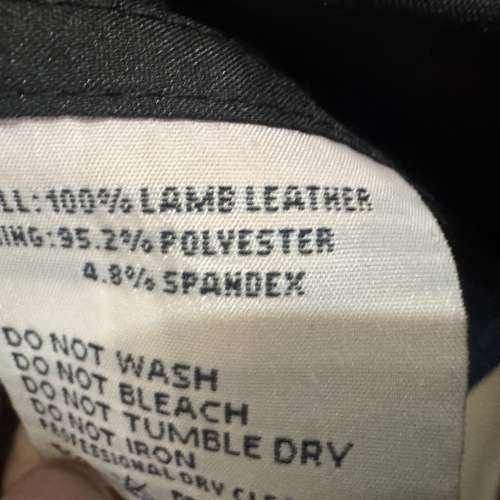 LL: 100% LAMB LEATHER
ING: 95.2% POLYESTER
4.8% SPANDEX
DO NOT WASH
DO NOT BLEACH
DO NOT TUMBLE DRY
DO NOT IRON
PROFESSIONAL DRY CLE